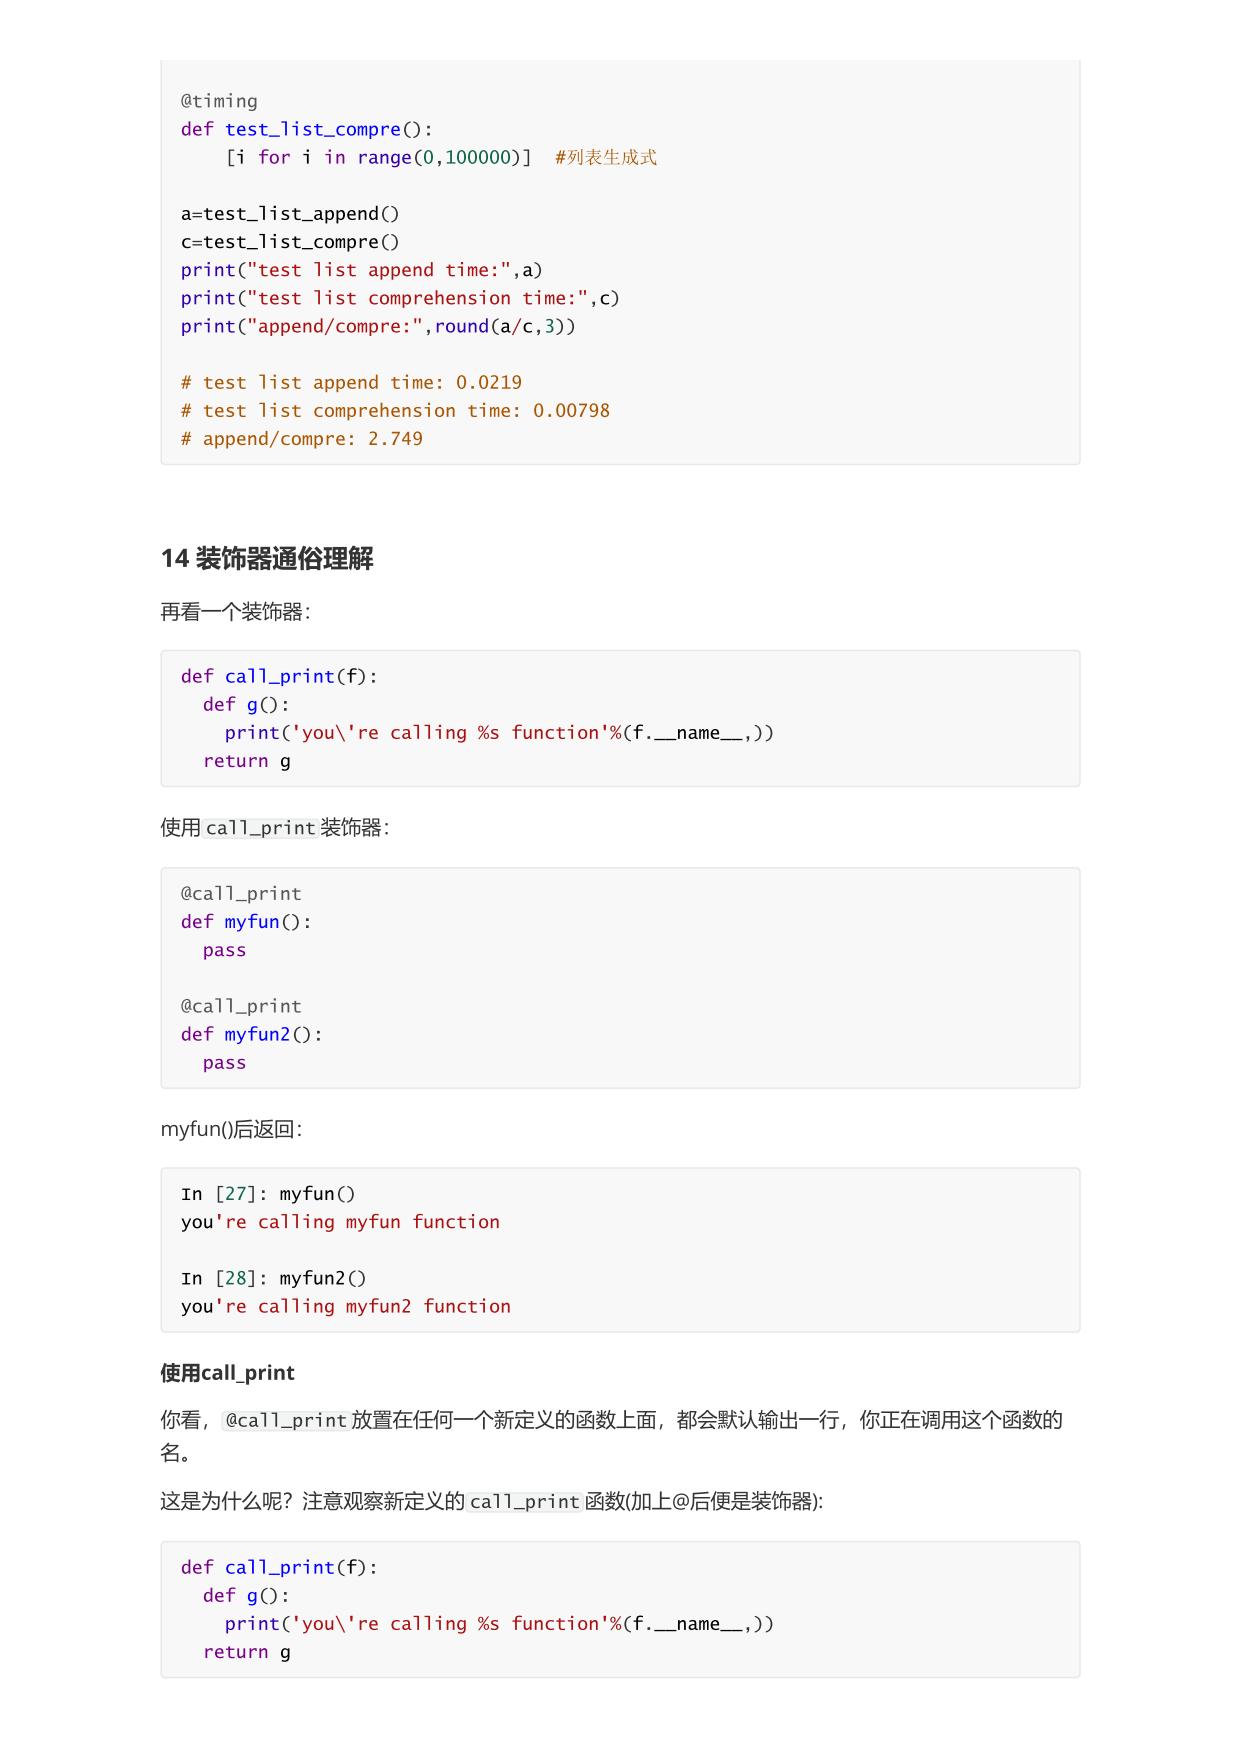 @timing
def test_list_compre():
    [i for i in range(0,100000)]  #列表生成式

a=test_list_append()
c=test_list_compre()
print("test list append time:",a)
print("test list comprehension time:",c)
print("append/compre:",round(a/c,3))

# test list append time: 0.0219
# test list comprehension time: 0.00798
# append/compre: 2.749

14 装饰器通俗理解
再看一个装饰器：
def call_print(f):
  def g():
    print('you\'re calling %s function'%(f.__name__,))
  return g
使用call_print装饰器：
@call_print
def myfun():
  pass

@call_print
def myfun2():
  pass
myfun()后返回：
In [27]: myfun()
you're calling myfun function

In [28]: myfun2()
you're calling myfun2 function
使用call_print
你看，@call_print放置在任何一个新定义的函数上面，都会默认输出一行，你正在调用这个函数的
名。
这是为什么呢？注意观察新定义的call_print函数(加上@后便是装饰器):
def call_print(f):
  def g():
    print('you\'re calling %s function'%(f.__name__,))
  return g